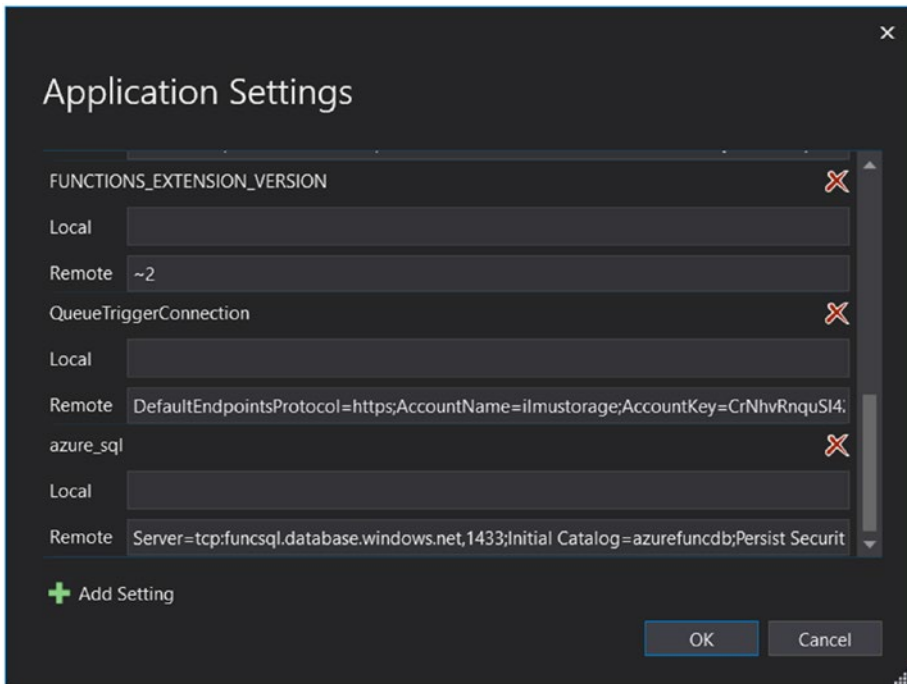 Application Settings
FUNCTIONS_EXTENSION_VERSION
Local
Remote ~2
QueueTriggerConnection
Local
Remote DefaultEndpointsProtocol=https;AccountName=ilmustorage;AccountKey=CrNhvRnquSI4
azure_sql
Local
Remote Server=tcp:funcsql.database.windows.net,1433;Initial Catalog=azurefuncdb;Persist Securit
Add Setting
OK Cancel